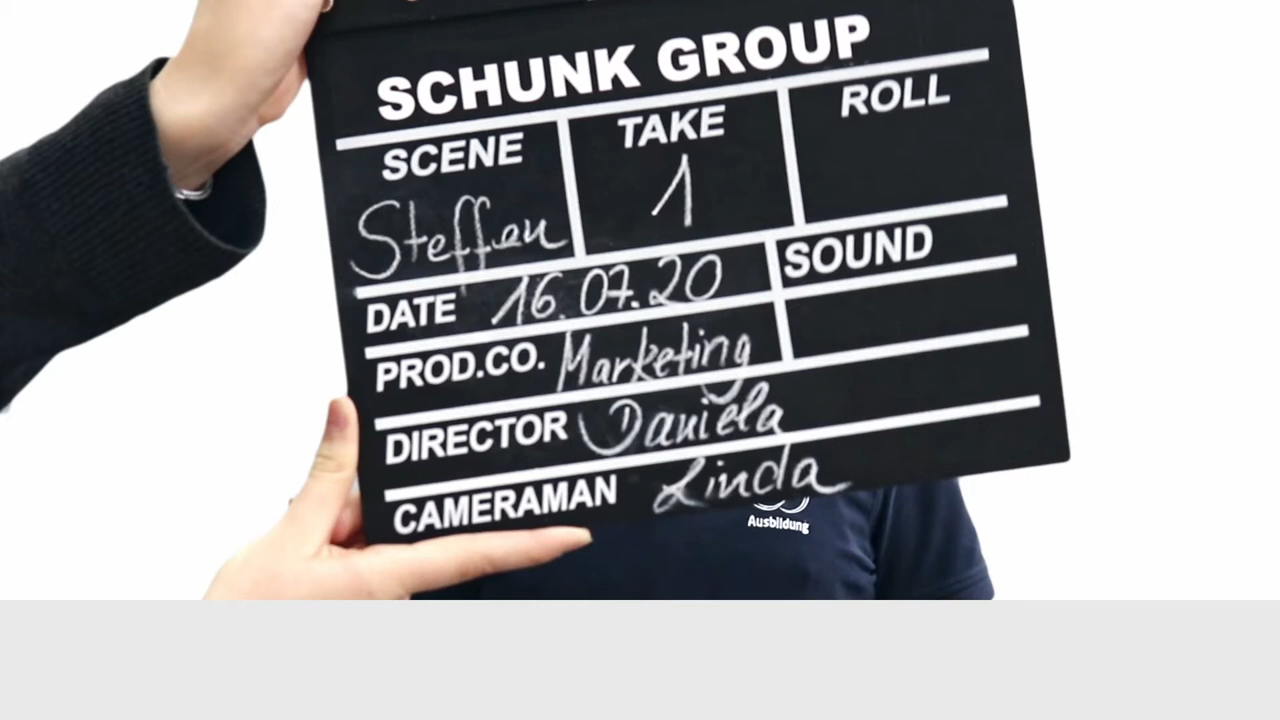 SCHUNK GROUP
SCENE TAKE ROLL
Steffen 1
DATE 16.07.20 SOUND
PROD.CO. Marketing
DIRECTOR Daniela
CAMERAMAN Linda
Ausbildung